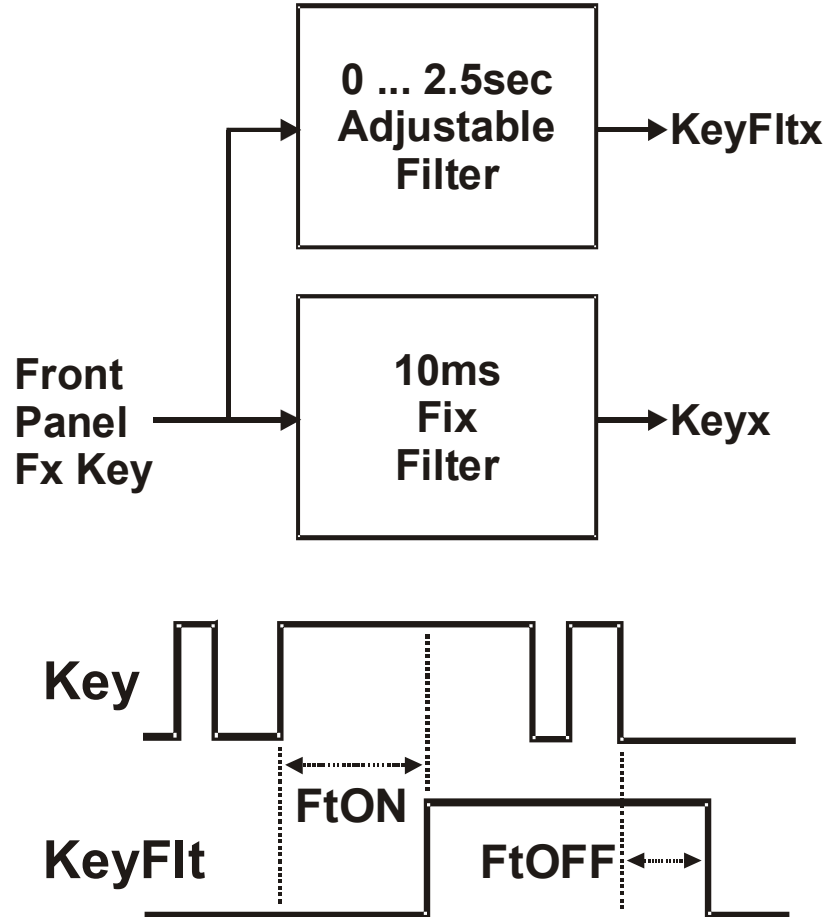 0 ... 2.5sec
Adjustable
Filter
KeyFltx
Front
Panel
Fx Key
10ms
Fix
Filter
Keyx
Key
FtON
KeyFlt
FtOFF